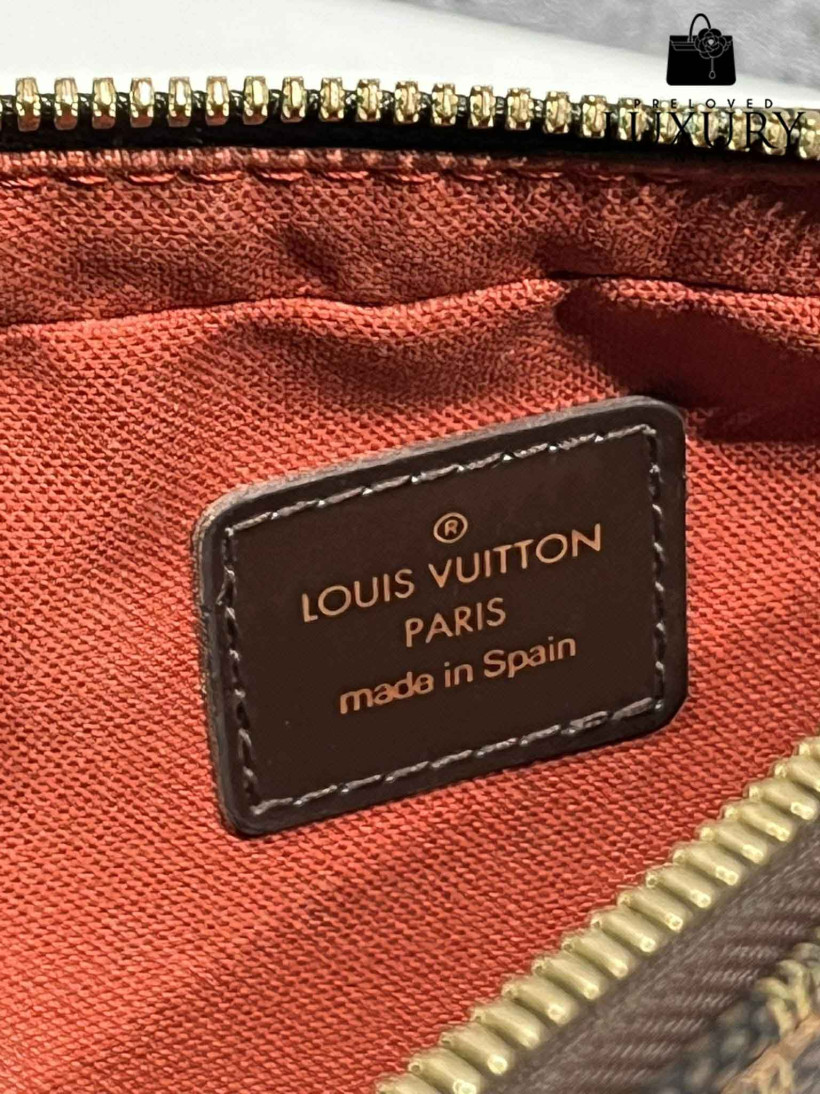 PRELOVED
LUXURY
®
LOUIS VUITTON
PARIS
made in Spain